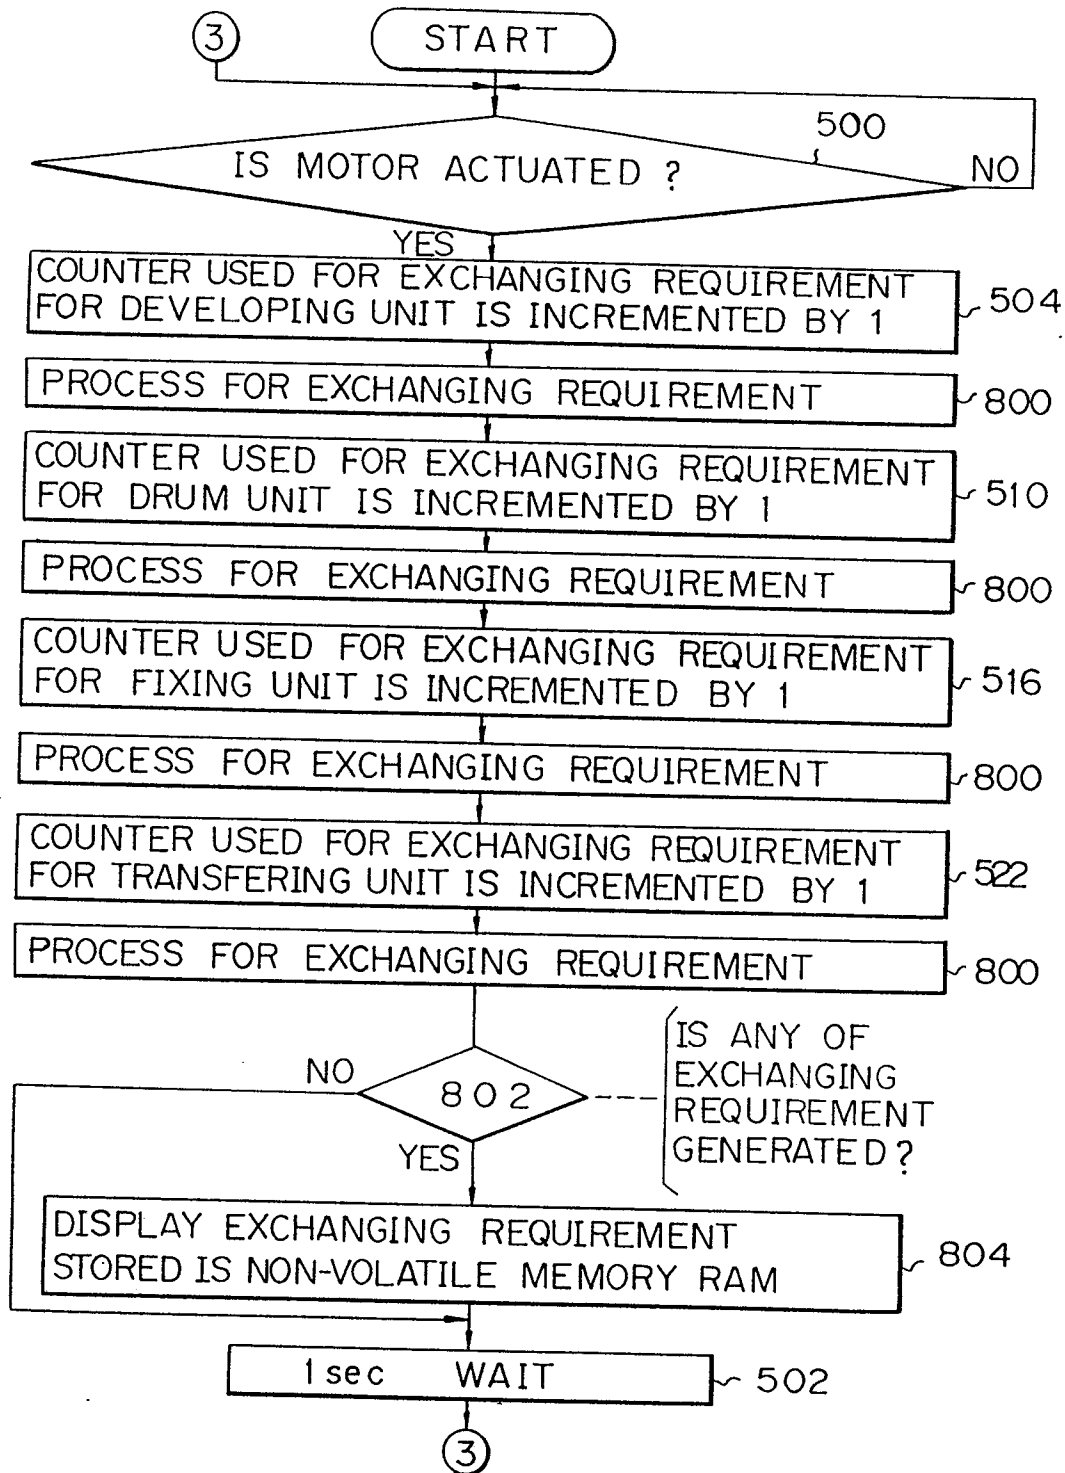 3
START
500
IS MOTOR ACTUATED ?
NO
YES
COUNTER USED FOR EXCHANGING REQUIREMENT
FOR DEVELOPING UNIT IS INCREMENTED BY 1
504
PROCESS FOR EXCHANGING REQUIREMENT
800
COUNTER USED FOR EXCHANGING REQUIREMENT
FOR DRUM UNIT IS INCREMENTED BY 1
510
PROCESS FOR EXCHANGING REQUIREMENT
800
COUNTER USED FOR EXCHANGING REQUIREMENT
FOR FIXING UNIT IS INCREMENTED BY 1
516
PROCESS FOR EXCHANGING REQUIREMENT
800
COUNTER USED FOR EXCHANGING REQUIREMENT
FOR TRANSFERING UNIT IS INCREMENTED BY 1
522
PROCESS FOR EXCHANGING REQUIREMENT
800
IS ANY OF
EXCHANGING
REQUIREMENT
GENERATED ?
NO
802
YES
DISPLAY EXCHANGING REQUIREMENT
STORED IS NON-VOLATILE MEMORY RAM
804
1 sec WAIT
502
3